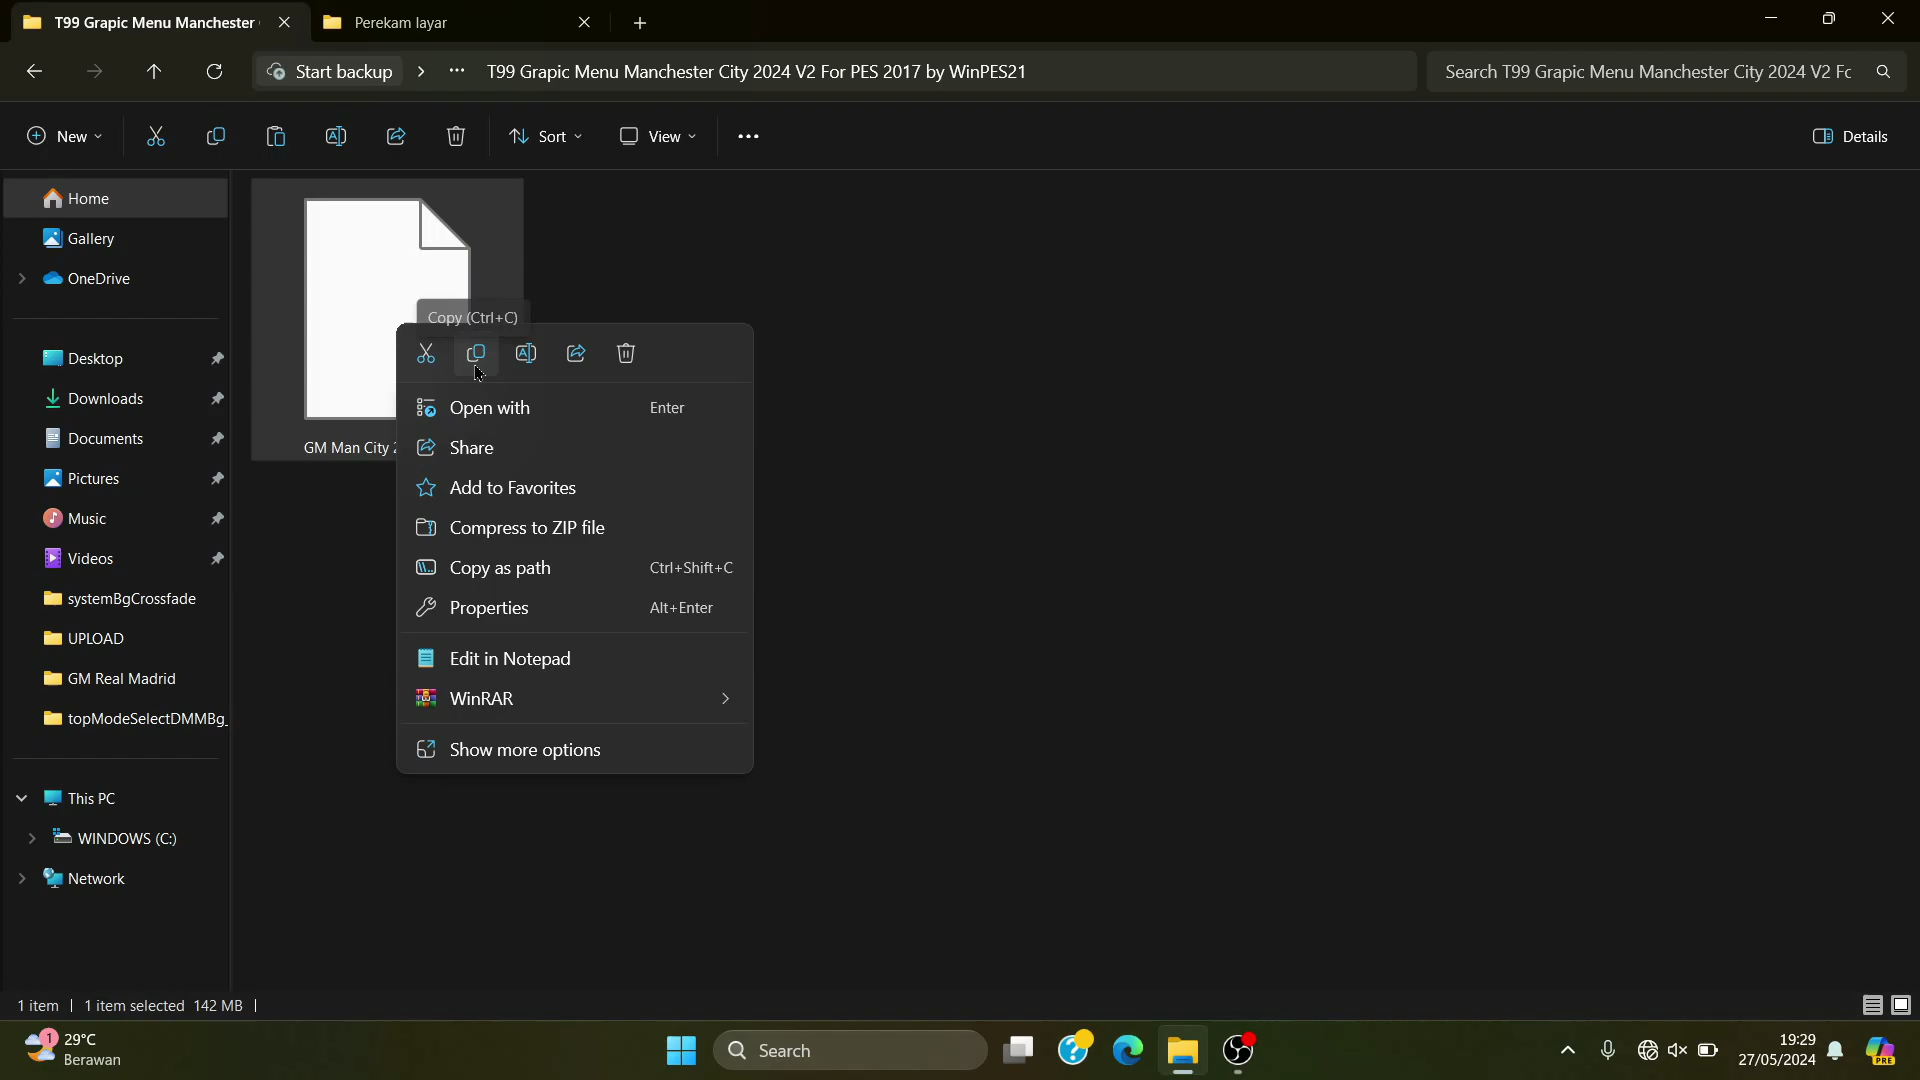 T99 Grapic Menu Manchester
Perekam layar
Start backup
T99 Grapic Menu Manchester City 2024 V2 For PES 2017 by WinPES21
Search T99 Grapic Menu Manchester City 2024 V2 Fc
New
Sort
View
Details
Home
Gallery
OneDrive
Desktop
Downloads
Documents
Pictures
Music
Videos
systemBgCrossfade
UPLOAD
GM Real Madrid
topModeSelectDMMBg_
This PC
WINDOWS (C:)
Network
GM Man City
Copy (Ctrl+C)
Open with Enter
Share
Add to Favorites
Compress to ZIP file
Copy as path Ctrl+Shift+C
Properties Alt+Enter
Edit in Notepad
WinRAR
Show more options
1 item
1 item selected 142 MB
1
29°C
Berawan
Search
19:29
27/05/2024
PRE